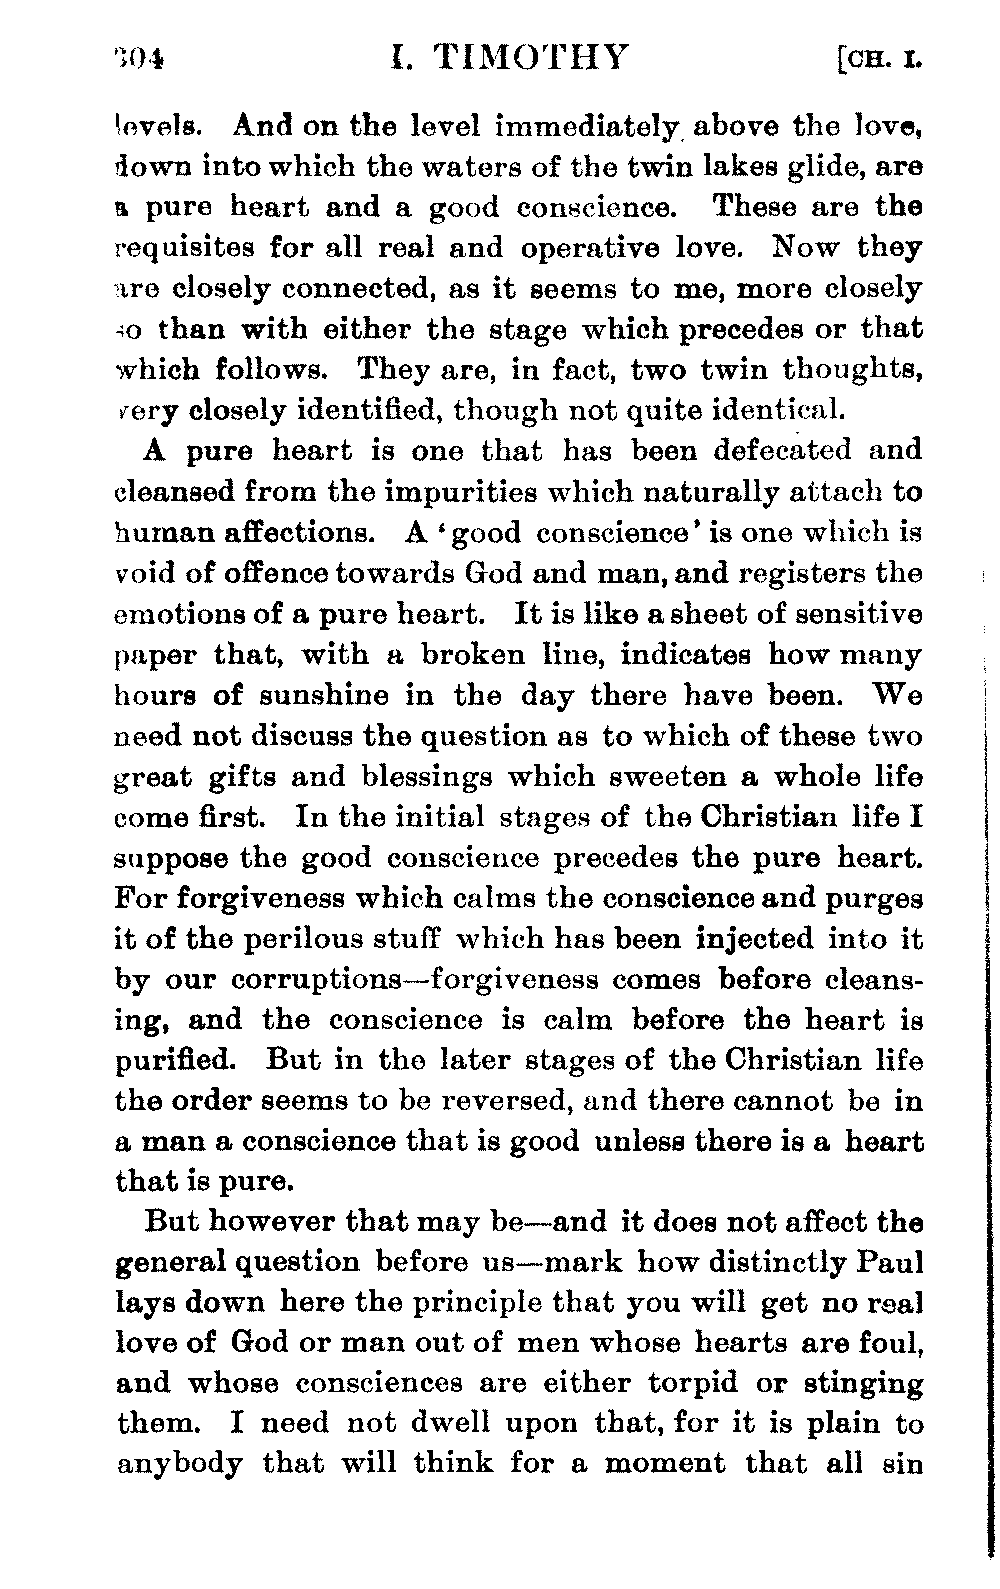 304 I. TIMOTHY [CH. I.
levels. And on the level immediately above the love,
down into which the waters of the twin lakes glide, are
a pure heart and a good conscience. These are the
requisites for all real and operative love. Now they
are closely connected, as it seems to me, more closely
so than with either the stage which precedes or that
which follows. They are, in fact, two twin thoughts,
very closely identified, though not quite identical.
A pure heart is one that has been defecated and
cleansed from the impurities which naturally attach to
human affections. A ‘good conscience’ is one which is
void of offence towards God and man, and registers the
emotions of a pure heart. It is like a sheet of sensitive
paper that, with a broken line, indicates how many
hours of sunshine in the day there have been. We
need not discuss the question as to which of these two
great gifts and blessings which sweeten a whole life
come first. In the initial stages of the Christian life I
suppose the good conscience precedes the pure heart.
For forgiveness which calms the conscience and purges
it of the perilous stuff which has been injected into it
by our corruptions—forgiveness comes before cleans-
ing, and the conscience is calm before the heart is
purified. But in the later stages of the Christian life
the order seems to be reversed, and there cannot be in
a man a conscience that is good unless there is a heart
that is pure.
But however that may be—and it does not affect the
general question before us—mark how distinctly Paul
lays down here the principle that you will get no real
love of God or man out of men whose hearts are foul,
and whose consciences are either torpid or stinging
them. I need not dwell upon that, for it is plain to
anybody that will think for a moment that all sin